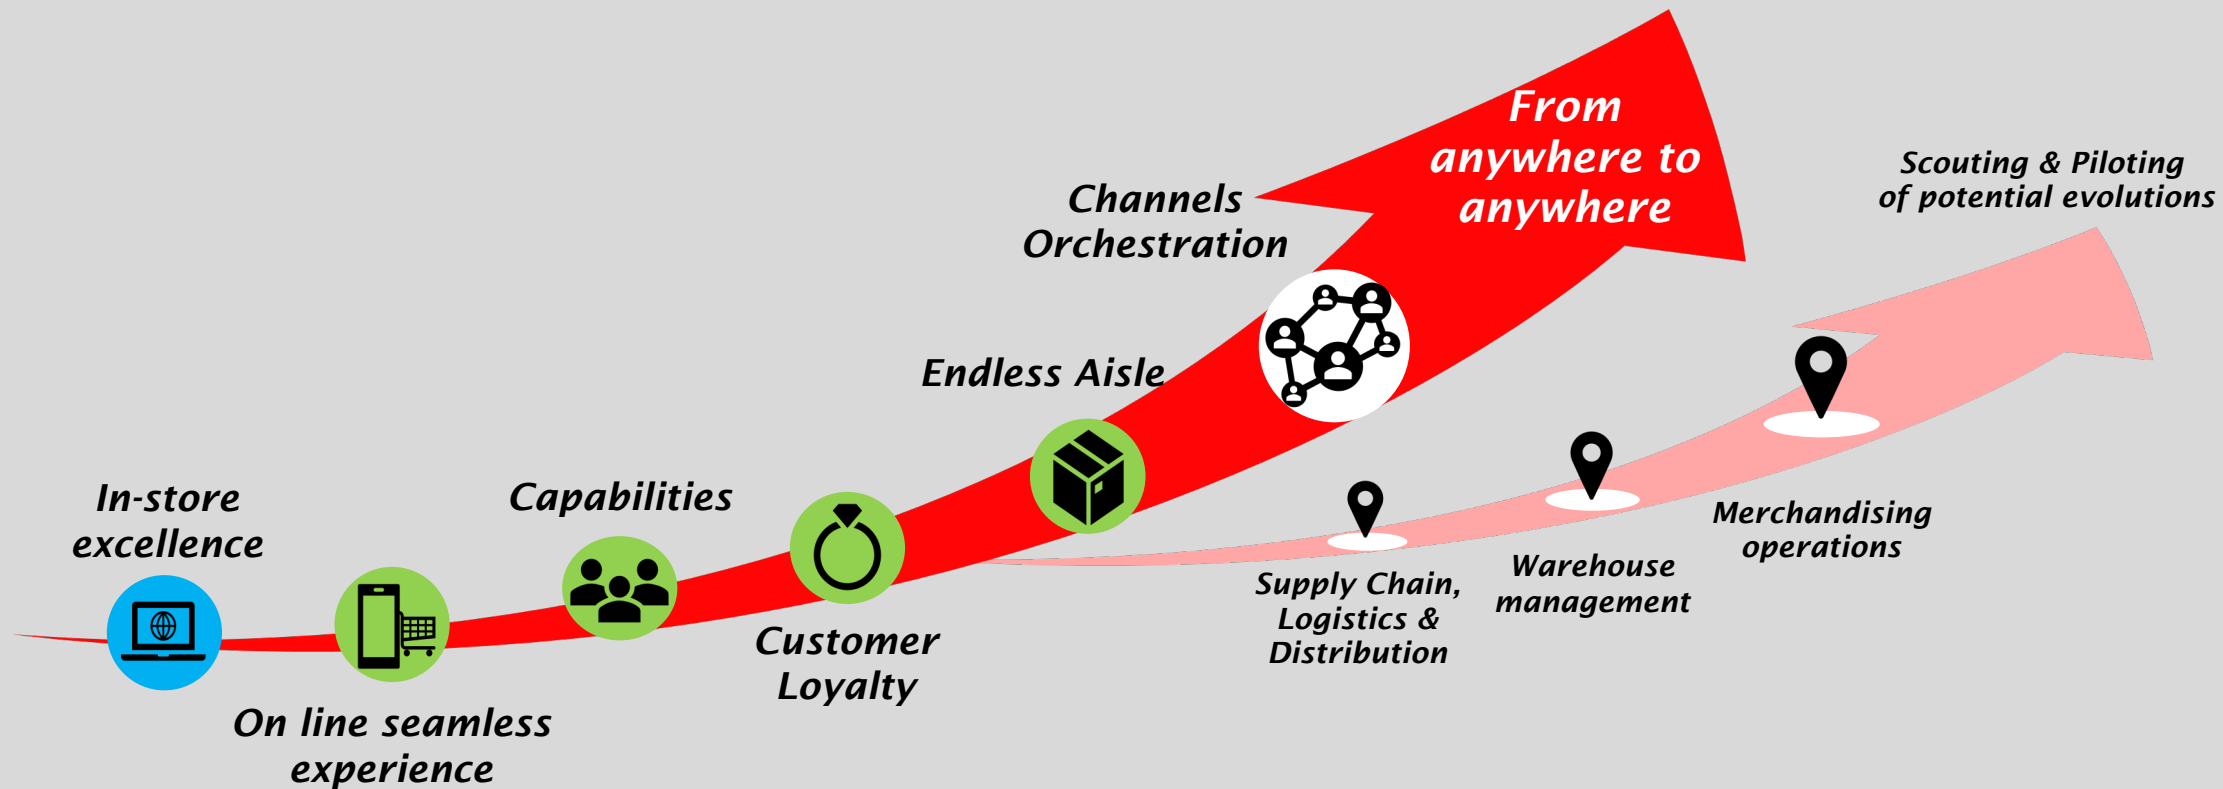 In-store
excellence
On line seamless
experience
Capabilities
Customer
Loyalty
Endless Aisle
Channels
Orchestration
From
anywhere to
anywhere
Supply Chain,
Logistics &
Distribution
Warehouse
management
Merchandising
operations
Scouting & Piloting
of potential evolutions